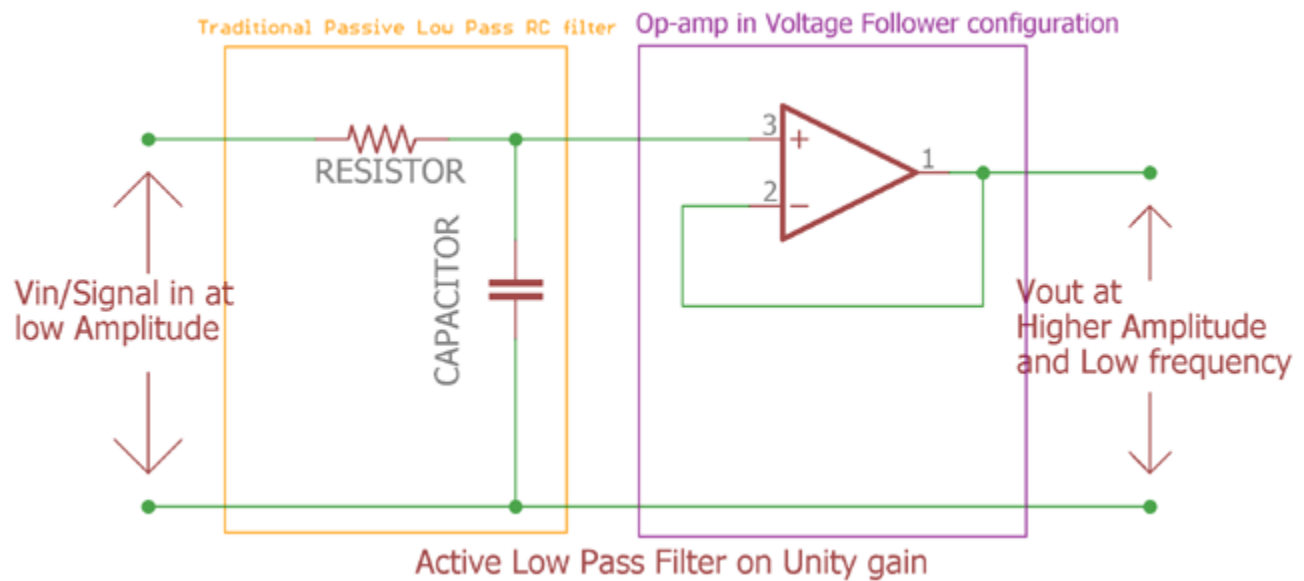 Traditional Passive Low Pass RC filter
Op-amp in Voltage Follower configuration
3
+
1
RESISTOR
2
−
CAPACITOR
Vin/Signal in at
low Amplitude
Vout at
Higher Amplitude
and Low frequency
Active Low Pass Filter on Unity gain